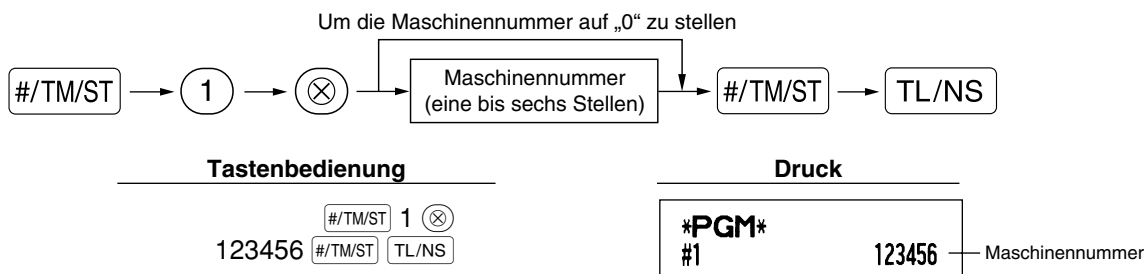 Um die Maschinennummer auf „0“ zu stellen
#/TM/ST 1 ⊗ Maschinennummer #/TM/ST TL/NS
(eine bis sechs Stellen)
Tastenbedienung Druck
#/TM/ST 1 ⊗
123456 #/TM/ST TL/NS
*PGM*
#1 123456 Maschinennummer